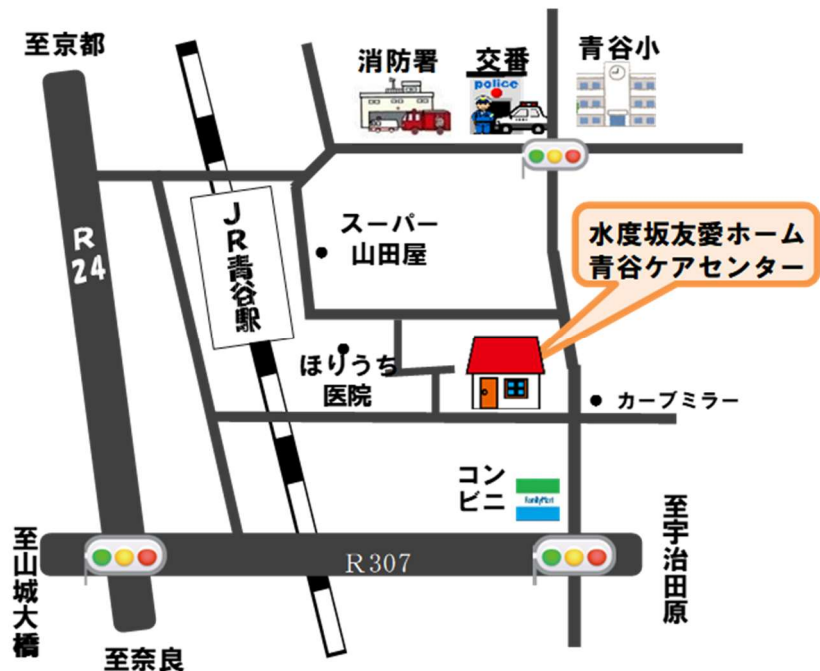 至京都
消防署
交番
police
青谷小
R
24
JR青谷駅
スーパー
山田屋
水度坂友愛ホーム
青谷ケアセンター
ほりうち
医院
カーブミラー
コン
ビニ
FamilyMart
至山城大橋
R307
至宇治田原
至奈良